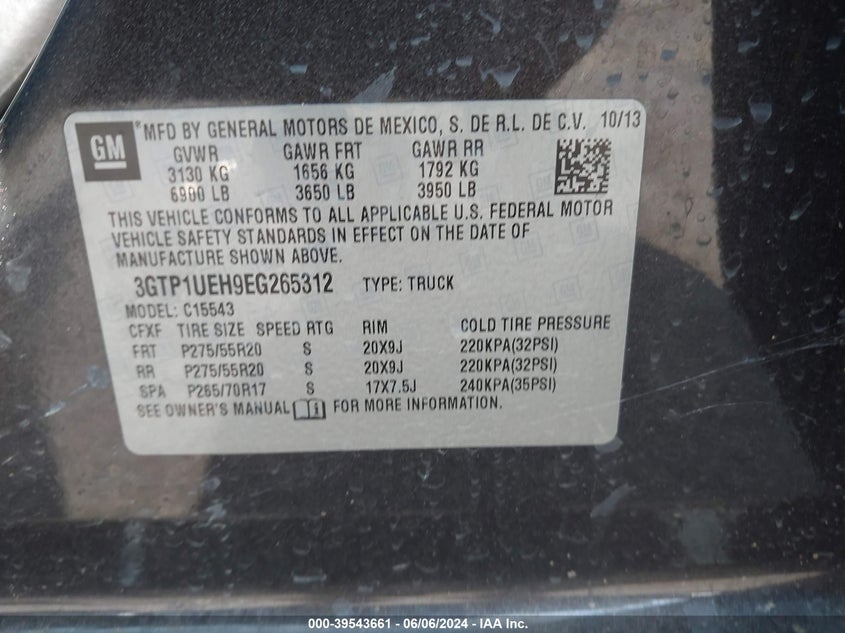 GM
*MFD BY GENERAL MOTORS DE MEXICO, S. DE R.L. DE C.V. 10/13
GVWR GAWR FRT GAWR RR
3130 KG 1656 KG 1792 KG
6900 LB 3650 LB 3950 LB
THIS VEHICLE CONFORMS TO ALL APPLICABLE U.S. FEDERAL MOTOR
VEHICLE SAFETY STANDARDS IN EFFECT ON THE DATE OF
MANUFACTURE SHOWN ABOVE.
3GTP1UEH9EG265312 TYPE: TRUCK
MODEL: C15543
CFXF TIRE SIZE SPEED RTG RIM COLD TIRE PRESSURE
FRT P275/55R20 S 20X9J 220KPA(32PSI)
RR P275/55R20 S 20X9J 220KPA(32PSI)
SPA P265/70R17 S 17X7.5J 240KPA(35PSI)
SEE OWNER'S MANUAL FOR MORE INFORMATION.
000-39543661 - 06/06/2024 - IAA Inc.